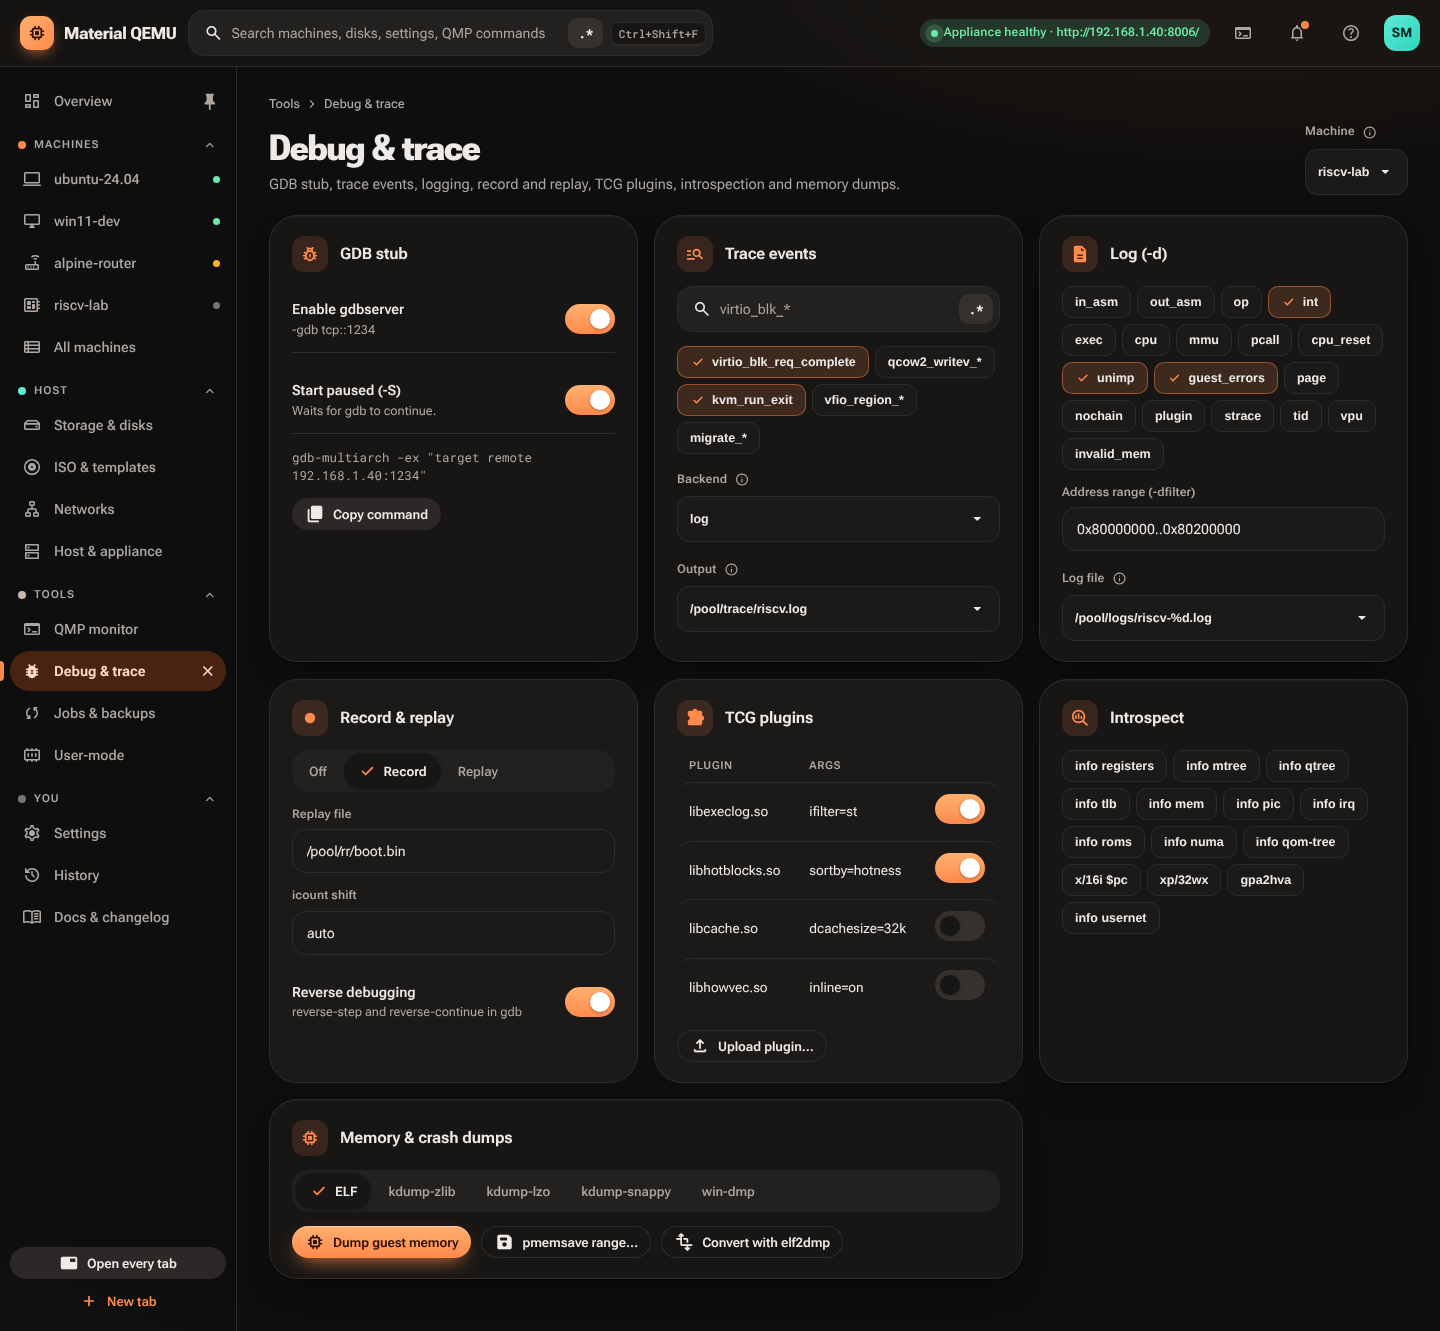 Material QEMU
Search machines, disks, settings, QMP commands
.*
Ctrl+Shift+F
Appliance healthy · http://192.168.1.40:8006/
SM
Overview
MACHINES
ubuntu-24.04
win11-dev
alpine-router
riscv-lab
All machines
HOST
Storage & disks
ISO & templates
Networks
Host & appliance
TOOLS
QMP monitor
Debug & trace
Jobs & backups
User-mode
YOU
Settings
History
Docs & changelog
Open every tab
New tab
Tools > Debug & trace
Debug & trace
GDB stub, trace events, logging, record and replay, TCG plugins, introspection and memory dumps.
Machine
riscv-lab
GDB stub
Enable gdbserver
-gdb tcp::1234
Start paused (-S)
Waits for gdb to continue.
gdb-multiarch -ex "target remote
192.168.1.40:1234"
Copy command
Trace events
virtio_blk_*
.*
virtio_blk_req_complete
qcow2_writev_*
kvm_run_exit
vfio_region_*
migrate_*
Backend
log
Output
/pool/trace/riscv.log
Log (-d)
in_asm
out_asm
op
int
exec
cpu
mmu
pcall
cpu_reset
unimp
guest_errors
page
nochain
plugin
strace
tid
vpu
invalid_mem
Address range (-dfilter)
0x80000000..0x80200000
Log file
/pool/logs/riscv-%d.log
Record & replay
Off
Record
Replay
Replay file
/pool/rr/boot.bin
icount shift
auto
Reverse debugging
reverse-step and reverse-continue in gdb
TCG plugins
PLUGIN ARGS
libexeclog.so ifilter=st
libhotblocks.so sortby=hotness
libcache.so dcachesize=32k
libhowvec.so inline=on
Upload plugin...
Introspect
info registers
info mtree
info qtree
info tlb
info mem
info pic
info irq
info roms
info numa
info qom-tree
x/16i $pc
xp/32wx
gpa2hva
info usernet
Memory & crash dumps
ELF
kdump-zlib
kdump-lzo
kdump-snappy
win-dmp
Dump guest memory
pmemsave range...
Convert with elf2dmp